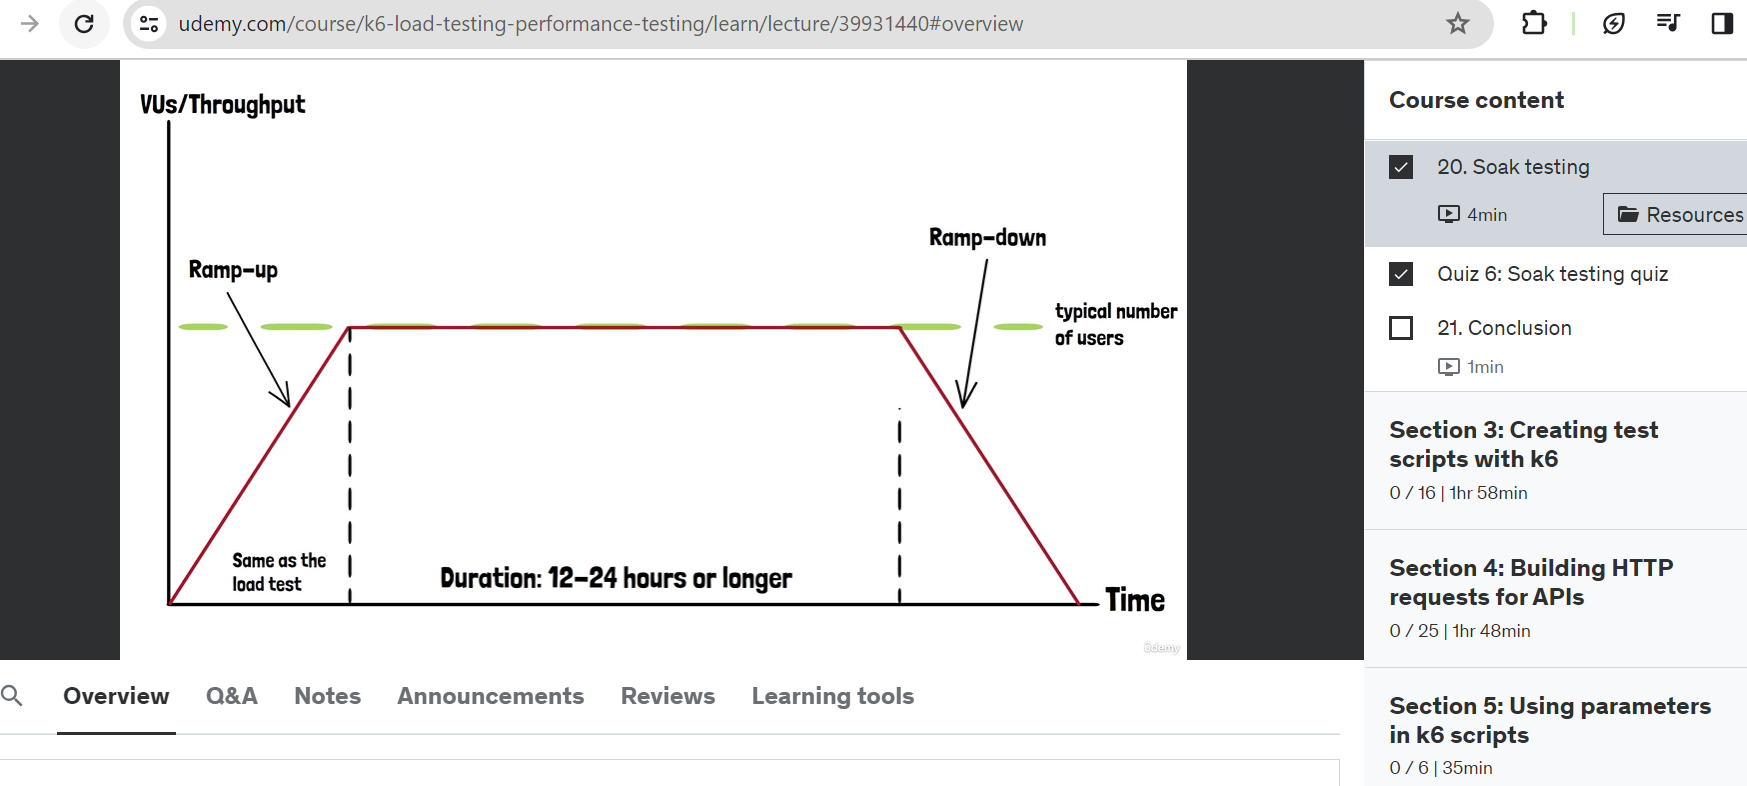 udemy.com/course/k6-load-testing-performance-testing/learn/lecture/39931440#overview
VUs/Throughput
Ramp-up
Ramp-down
typical number
of users
Same as the
load test
Duration: 12-24 hours or longer
Time
ûdemy
Overview
Q&A
Notes
Announcements
Reviews
Learning tools
Course content
20. Soak testing
4min
Resources
Quiz 6: Soak testing quiz
21. Conclusion
1min
Section 3: Creating test
scripts with k6
0 / 16 | 1hr 58min
Section 4: Building HTTP
requests for APIs
0 / 25 | 1hr 48min
Section 5: Using parameters
in k6 scripts
0 / 6 | 35min